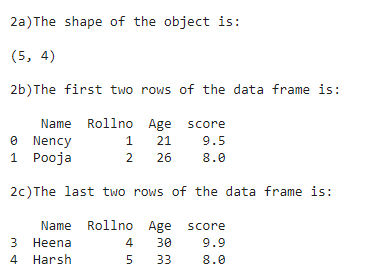 2a)The shape of the object is:
(5, 4)
2b)The first two rows of the data frame is:
Name Rollno Age score
0 Nency 1 21 9.5
1 Pooja 2 26 8.0
2c)The last two rows of the data frame is:
Name Rollno Age score
3 Heena 4 30 9.9
4 Harsh 5 33 8.0